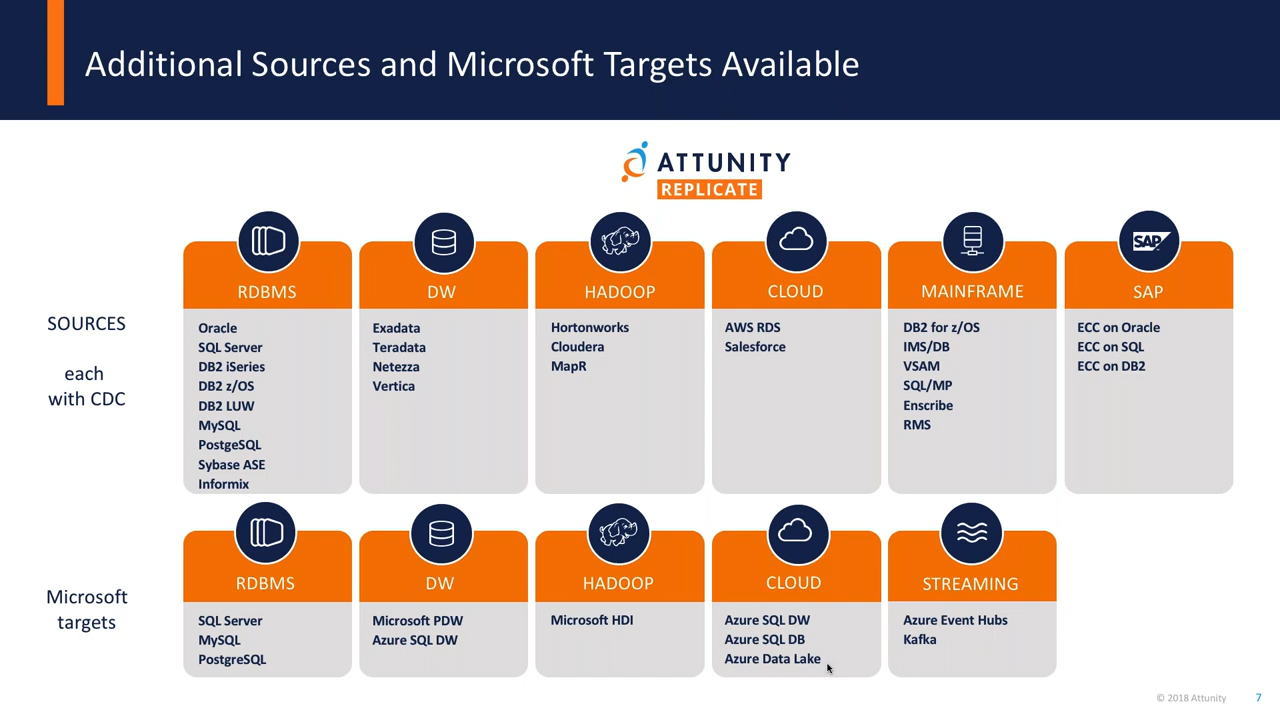 Additional Sources and Microsoft Targets Available
ATTUNITY
REPLICATE
SOURCES
each
with CDC
RDBMS
Oracle
SQL Server
DB2 iSeries
DB2 z/OS
DB2 LUW
MySQL
PostgeSQL
Sybase ASE
Informix
DW
Exadata
Teradata
Netezza
Vertica
HADOOP
Hortonworks
Cloudera
MapR
CLOUD
AWS RDS
Salesforce
MAINFRAME
DB2 for z/OS
IMS/DB
VSAM
SQL/MP
Enscribe
RMS
SAP
SAP
ECC on Oracle
ECC on SQL
ECC on DB2
Microsoft
targets
RDBMS
SQL Server
MySQL
PostgreSQL
DW
Microsoft PDW
Azure SQL DW
HADOOP
Microsoft HDI
CLOUD
Azure SQL DW
Azure SQL DB
Azure Data Lake
STREAMING
Azure Event Hubs
Kafka
© 2018 Attunity
7